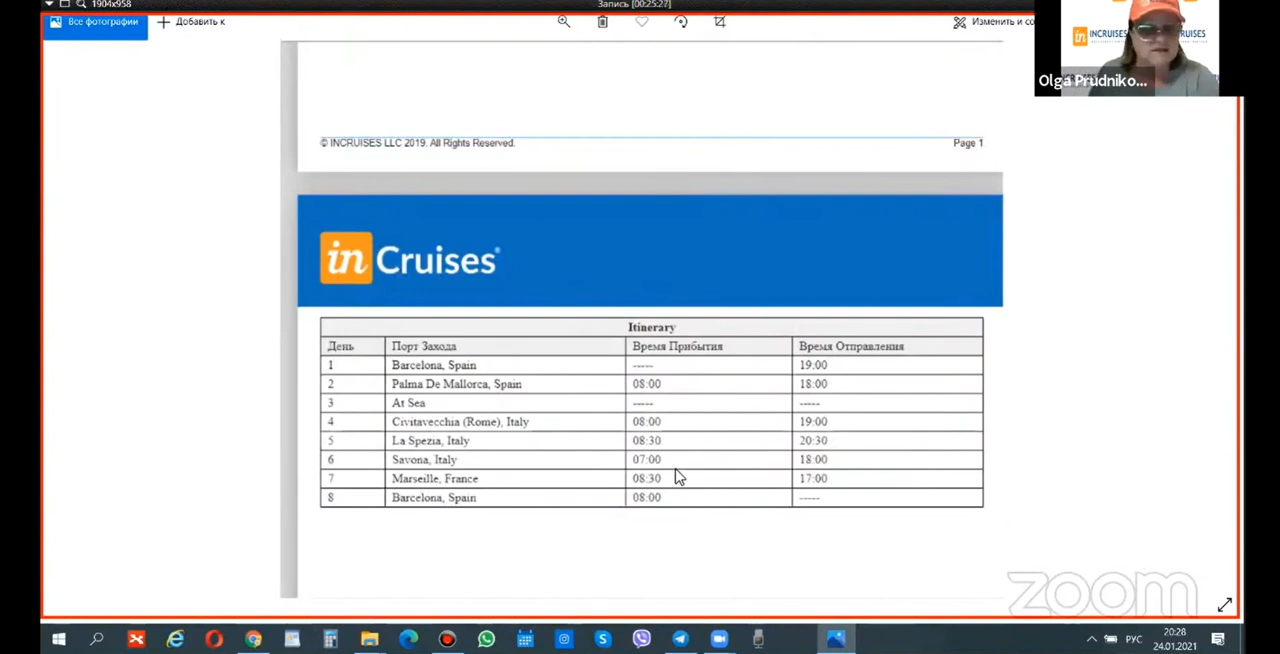 1904x958
Запись [00:25:27]
Все фотографии
Добавить к
Изменить и со
in INCRUISES
CRUISES
Olga Prudniko...
© INCRUISES LLC 2019. All Rights Reserved. Page 1
in Cruises®
Itinerary
День Порт Захода Время Прибытия Время Отправления
1 Barcelona, Spain ----- 19:00
2 Palma De Mallorca, Spain 08:00 18:00
3 At Sea ----- -----
4 Civitavecchia (Rome), Italy 08:00 19:00
5 La Spezia, Italy 08:30 20:30
6 Savona, Italy 07:00 18:00
7 Marseille, France 08:30 17:00
8 Barcelona, Spain 08:00 -----
zoom
РУС
20:28
24.01.2021